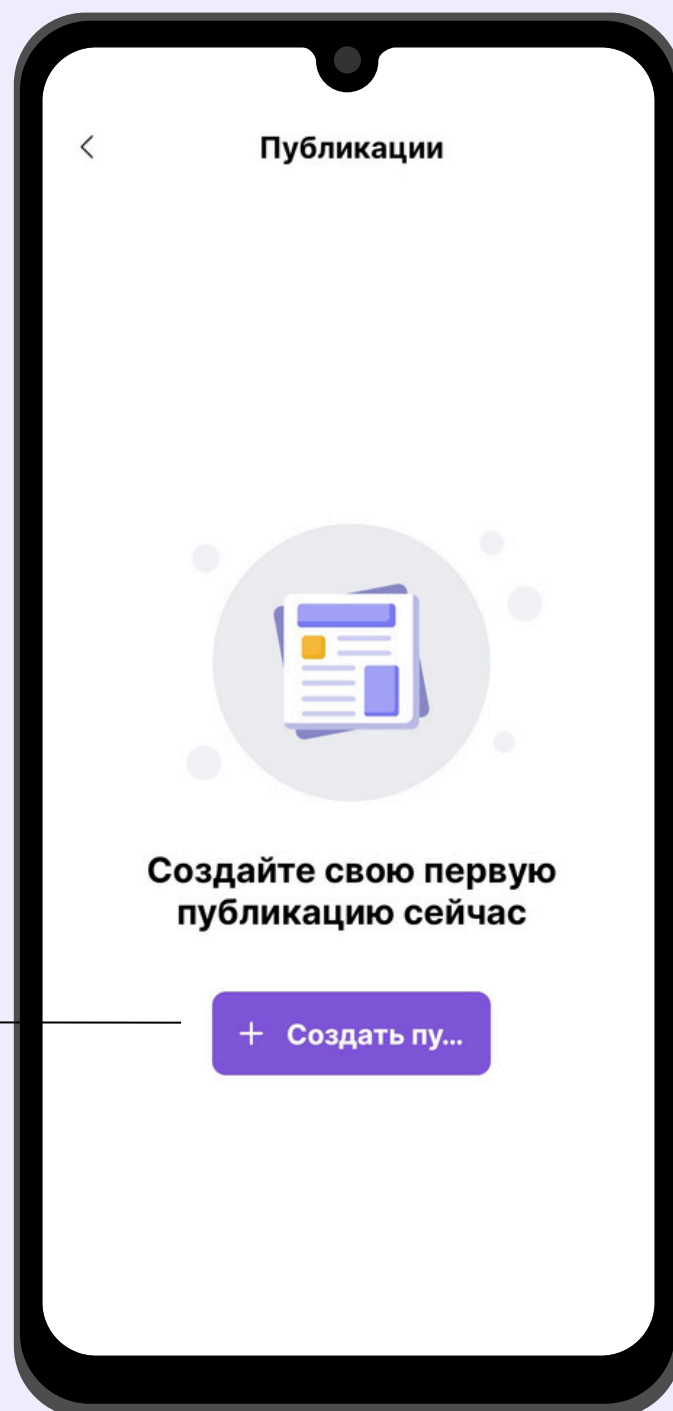 Публикации
Создайте свою первую
публикацию сейчас
+ Создать пу...